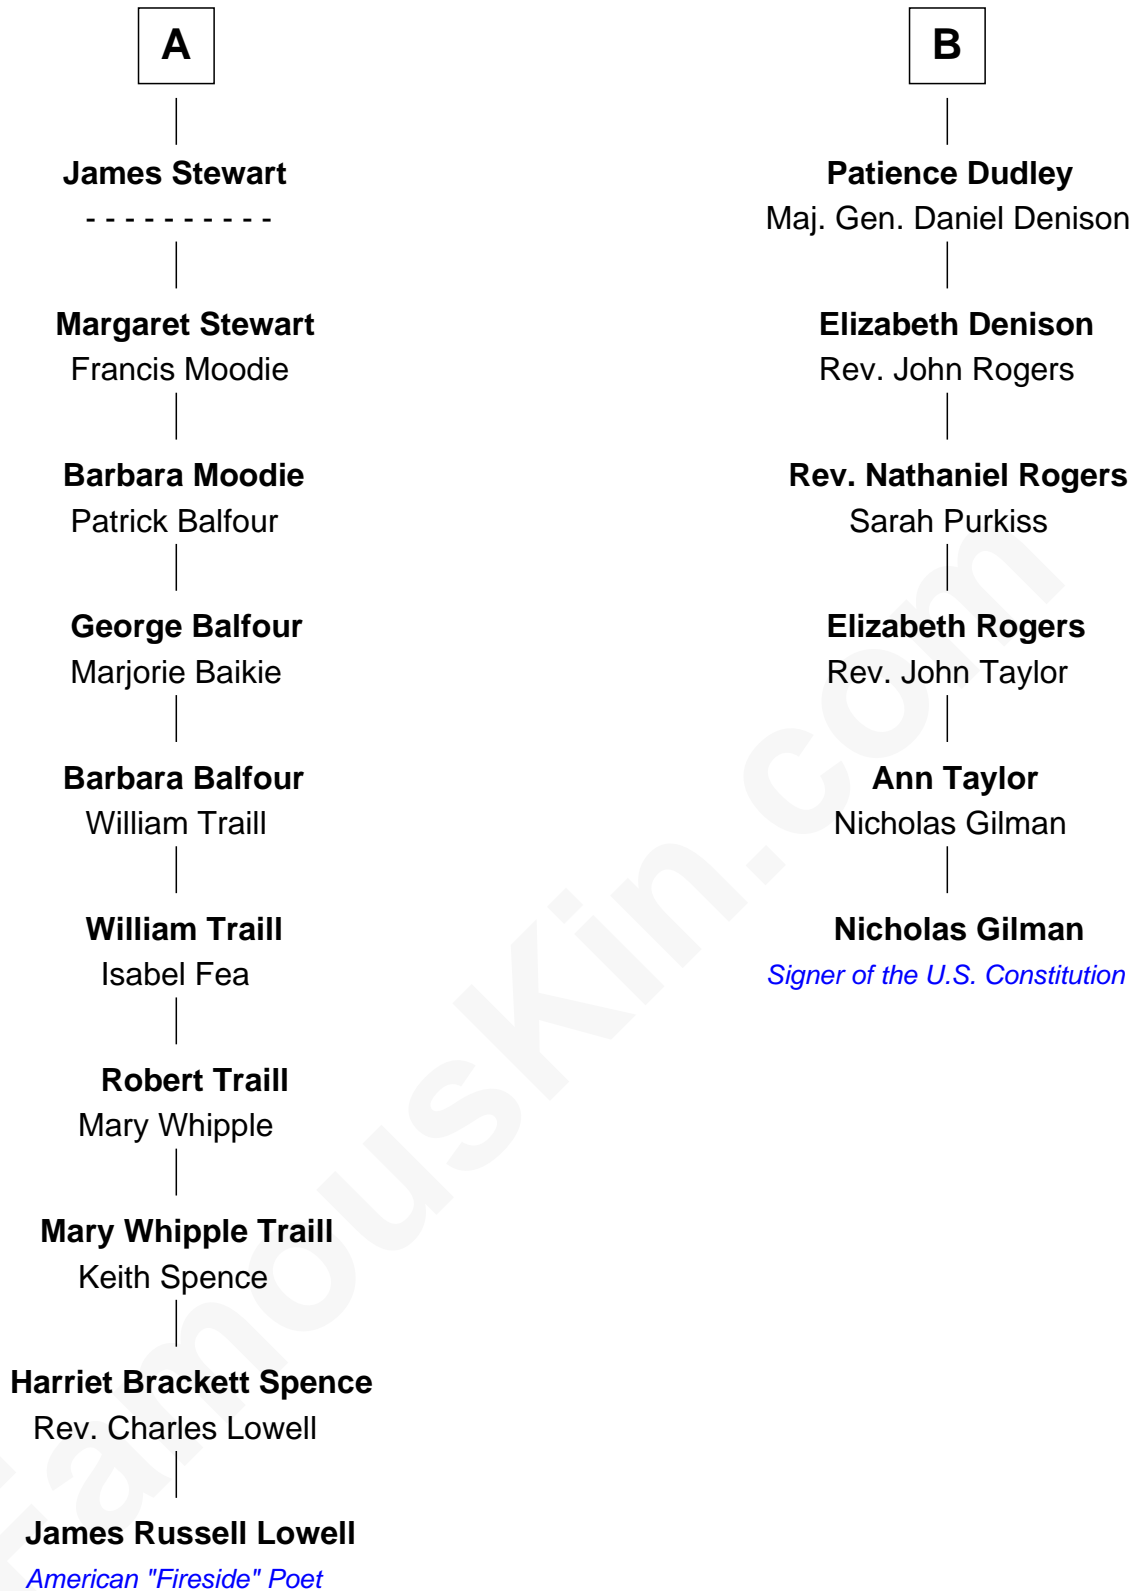 A
James Stewart
- - - - - - - - - -
Margaret Stewart
Francis Moodie
Barbara Moodie
Patrick Balfour
George Balfour
Marjorie Baikie
Barbara Balfour
William Traill
William Traill
Isabel Fea
Robert Traill
Mary Whipple
Mary Whipple Traill
Keith Spence
Harriet Brackett Spence
Rev. Charles Lowell
James Russell Lowell
American "Fireside" Poet
B
Patience Dudley
Maj. Gen. Daniel Denison
Elizabeth Denison
Rev. John Rogers
Rev. Nathaniel Rogers
Sarah Purkiss
Elizabeth Rogers
Rev. John Taylor
Ann Taylor
Nicholas Gilman
Nicholas Gilman
Signer of the U.S. Constitution
FamousKin.com